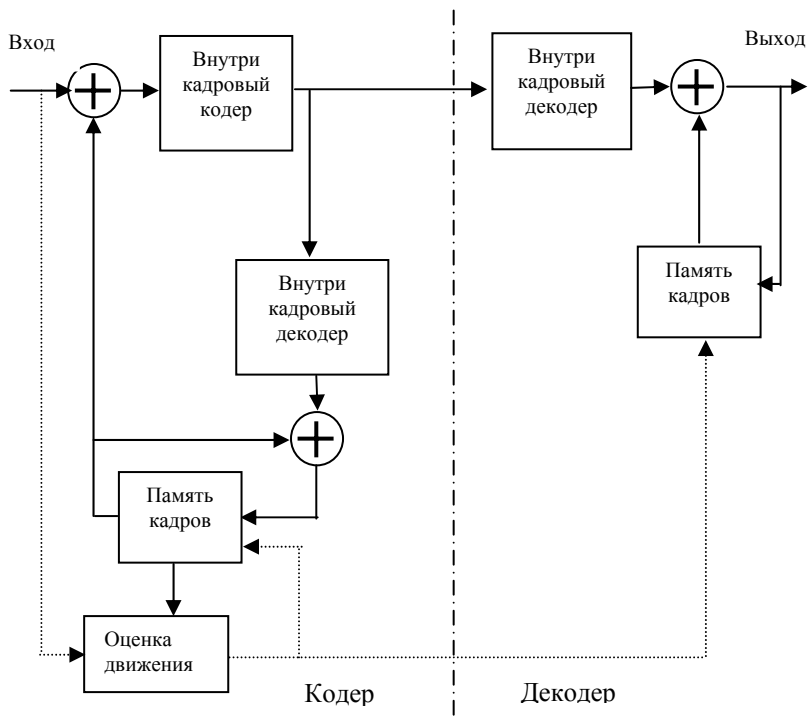 Вход
Внутри
кадровый
кодер
Внутри
кадровый
декодер
Выход
Внутри
кадровый
декодер
Память
кадров
Память
кадров
Оценка
движения
Кодер
Декодер